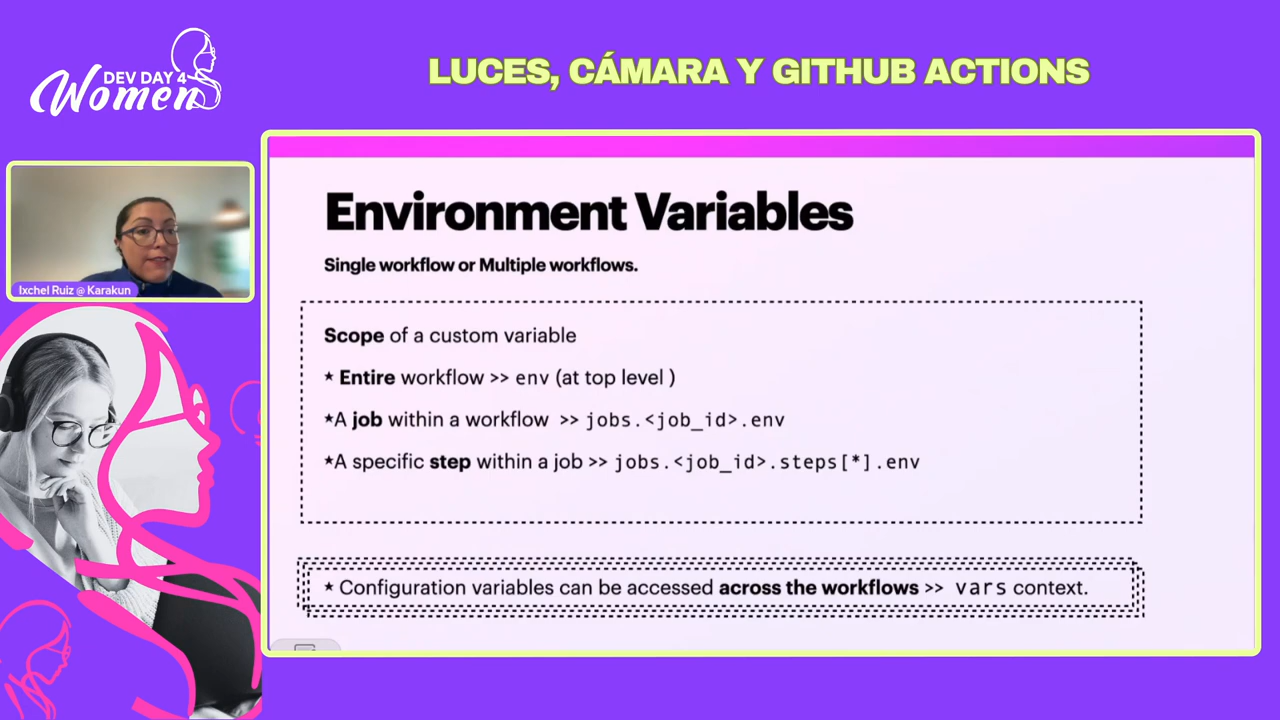 DEV DAY 4
Women
LUCES, CÁMARA Y GITHUB ACTIONS
Ixchel Ruiz @ Karakun
Environment Variables
Single workflow or Multiple workflows.
Scope of a custom variable
★ Entire workflow >> env (at top level )
★A job within a workflow >> jobs.<job_id>.env
★A specific step within a job >> jobs.<job_id>.steps[*].env
★ Configuration variables can be accessed across the workflows >> vars context.